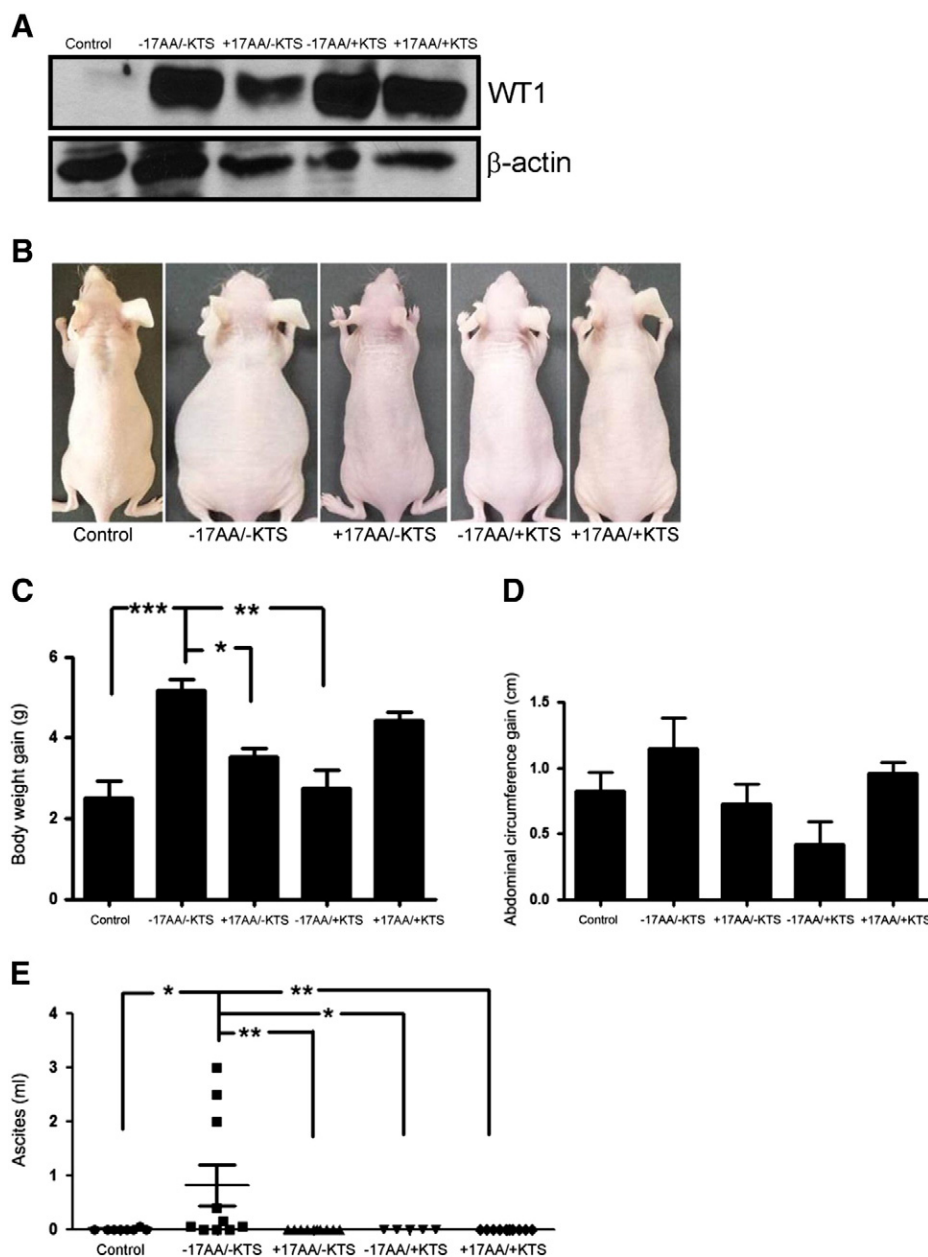 A
Control -17AA/-KTS +17AA/-KTS -17AA/+KTS +17AA/+KTS
WT1
β-actin
B
Control -17AA/-KTS +17AA/-KTS -17AA/+KTS +17AA/+KTS
C
*** **
*
Body weight gain (g)
6
4
2
0
Control -17AA/-KTS +17AA/-KTS -17AA/+KTS +17AA/+KTS
D
Abdominal circumference gain (cm)
1.5
1.0
0.5
0.0
Control -17AA/-KTS +17AA/-KTS -17AA/+KTS +17AA/+KTS
E
* **
*
**
Ascites (ml)
4
3
2
1
0
Control -17AA/-KTS +17AA/-KTS -17AA/+KTS +17AA/+KTS